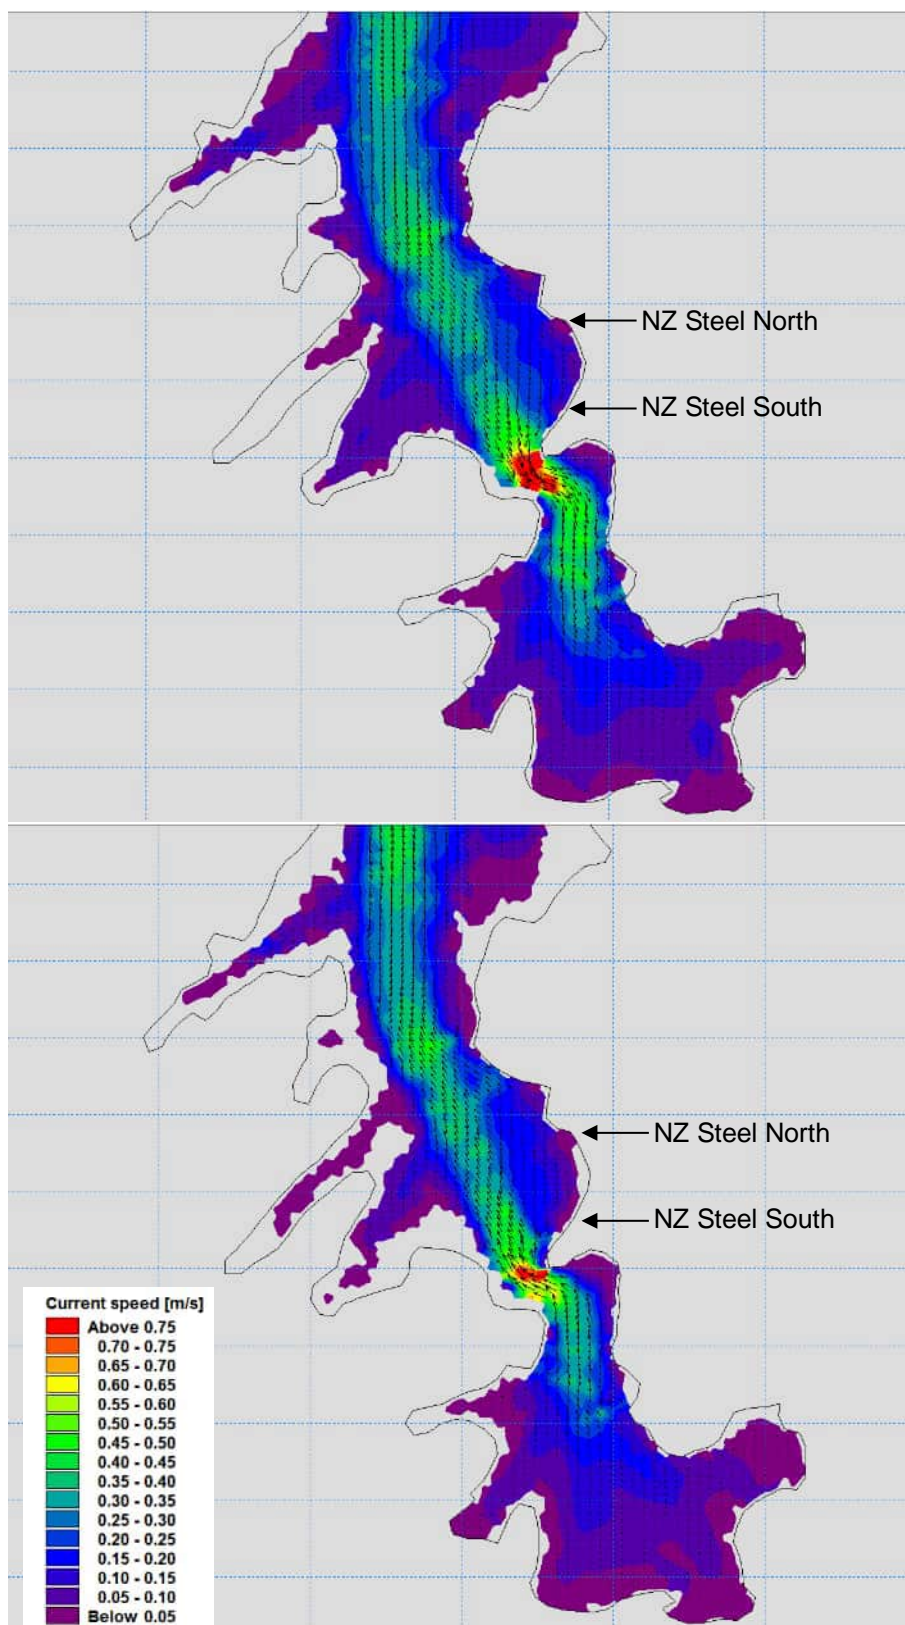 NZ Steel North
NZ Steel South
NZ Steel North
NZ Steel South
Current speed [m/s]
Above 0.75
0.70 - 0.75
0.65 - 0.70
0.60 - 0.65
0.55 - 0.60
0.50 - 0.55
0.45 - 0.50
0.40 - 0.45
0.35 - 0.40
0.30 - 0.35
0.25 - 0.30
0.20 - 0.25
0.15 - 0.20
0.10 - 0.15
0.05 - 0.10
Below 0.05